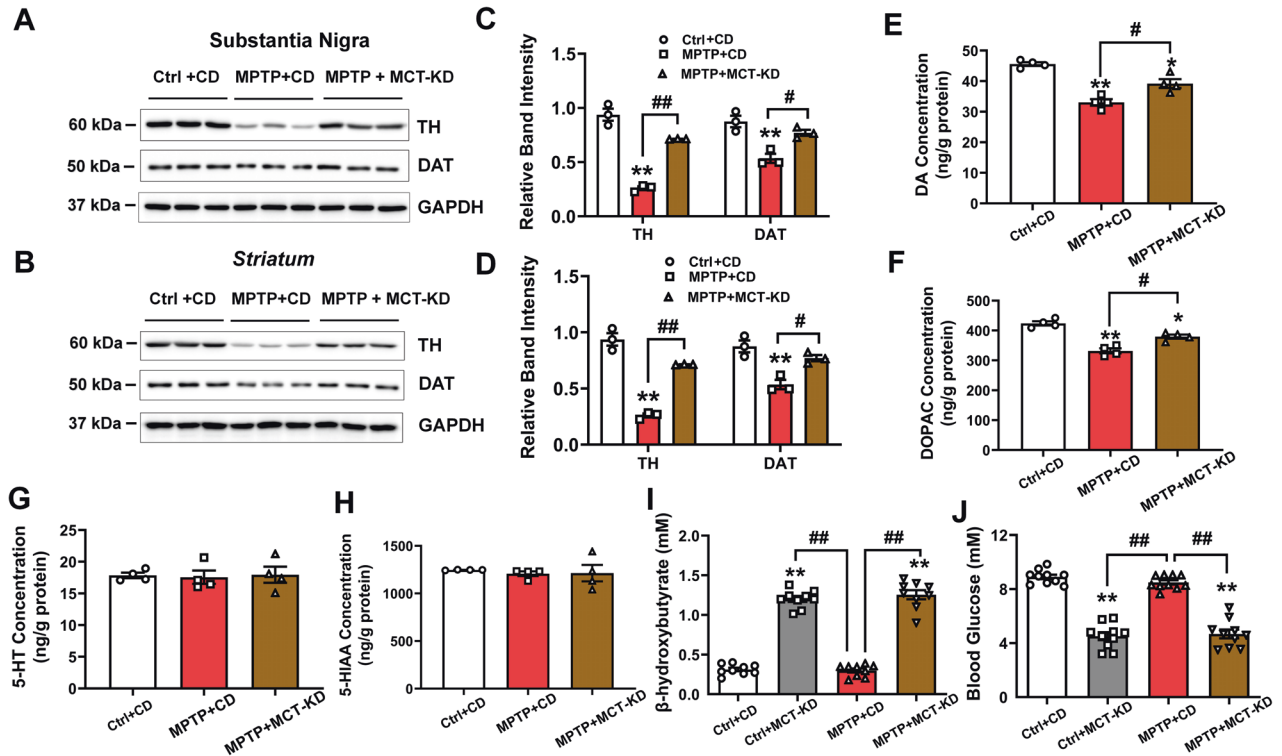 A
Substantia Nigra
Ctrl +CD MPTP+CD MPTP + MCT-KD
60 kDa
TH
50 kDa
DAT
37 kDa
GAPDH
B
Striatum
Ctrl +CD MPTP+CD MPTP + MCT-KD
60 kDa
TH
50 kDa
DAT
37 kDa
GAPDH
C
Relative Band Intensity
1.5
1.0
0.5
0.0
Ctrl+CD
MPTP+CD
MPTP+MCT-KD
##
#
**
**
TH DAT
D
Relative Band Intensity
1.5
1.0
0.5
0.0
Ctrl+CD
MPTP+CD
MPTP+MCT-KD
##
#
**
**
TH DAT
E
DA Concentration
(ng/g protein)
50
40
30
20
10
0
#
**
*
Ctrl+CD
MPTP+CD
MPTP+MCT-KD
F
DOPAC Concentration
(ng/g protein)
500
400
300
200
100
0
#
**
*
Ctrl+CD
MPTP+CD
MPTP+MCT-KD
G
5-HT Concentration
(ng/g protein)
25
20
15
10
5
0
Ctrl+CD
MPTP+CD
MPTP+MCT-KD
H
5-HIAA Concentration
(ng/g protein)
1500
1000
500
0
Ctrl+CD
MPTP+CD
MPTP+MCT-KD
I
β-hydroxybutyrate (mM)
2.0
1.5
1.0
0.5
0.0
##
##
**
**
Ctrl+CD
Ctrl+MCT-KD
MPTP+CD
MPTP+MCT-KD
J
Blood Glucose (mM)
12
8
4
0
##
##
**
**
Ctrl+CD
Ctrl+MCT-KD
MPTP+CD
MPTP+MCT-KD